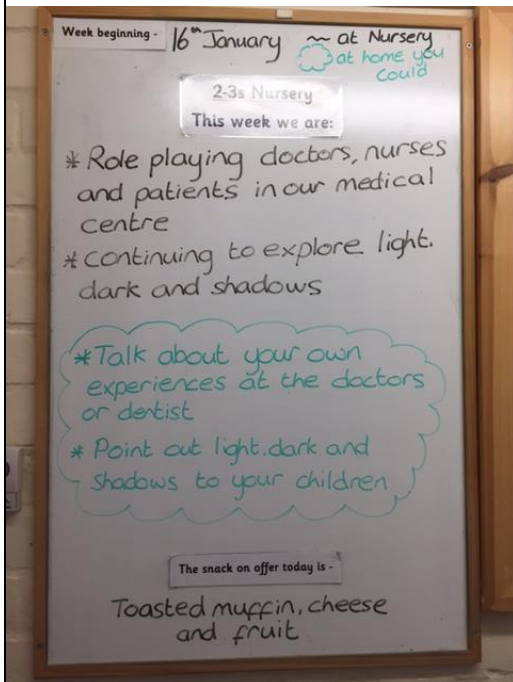 Week beginning - 16th January ~ at Nursery
at home you
could
2-3s Nursery
This week we are:
* Role playing doctors, nurses
and patients in our medical
centre
* continuing to explore light.
dark and shadows
* Talk about your own
experiences at the doctors
or dentist
* Point out light.dark and
shadows to your children
The snack on offer today is -
Toasted muffin, cheese
and fruit